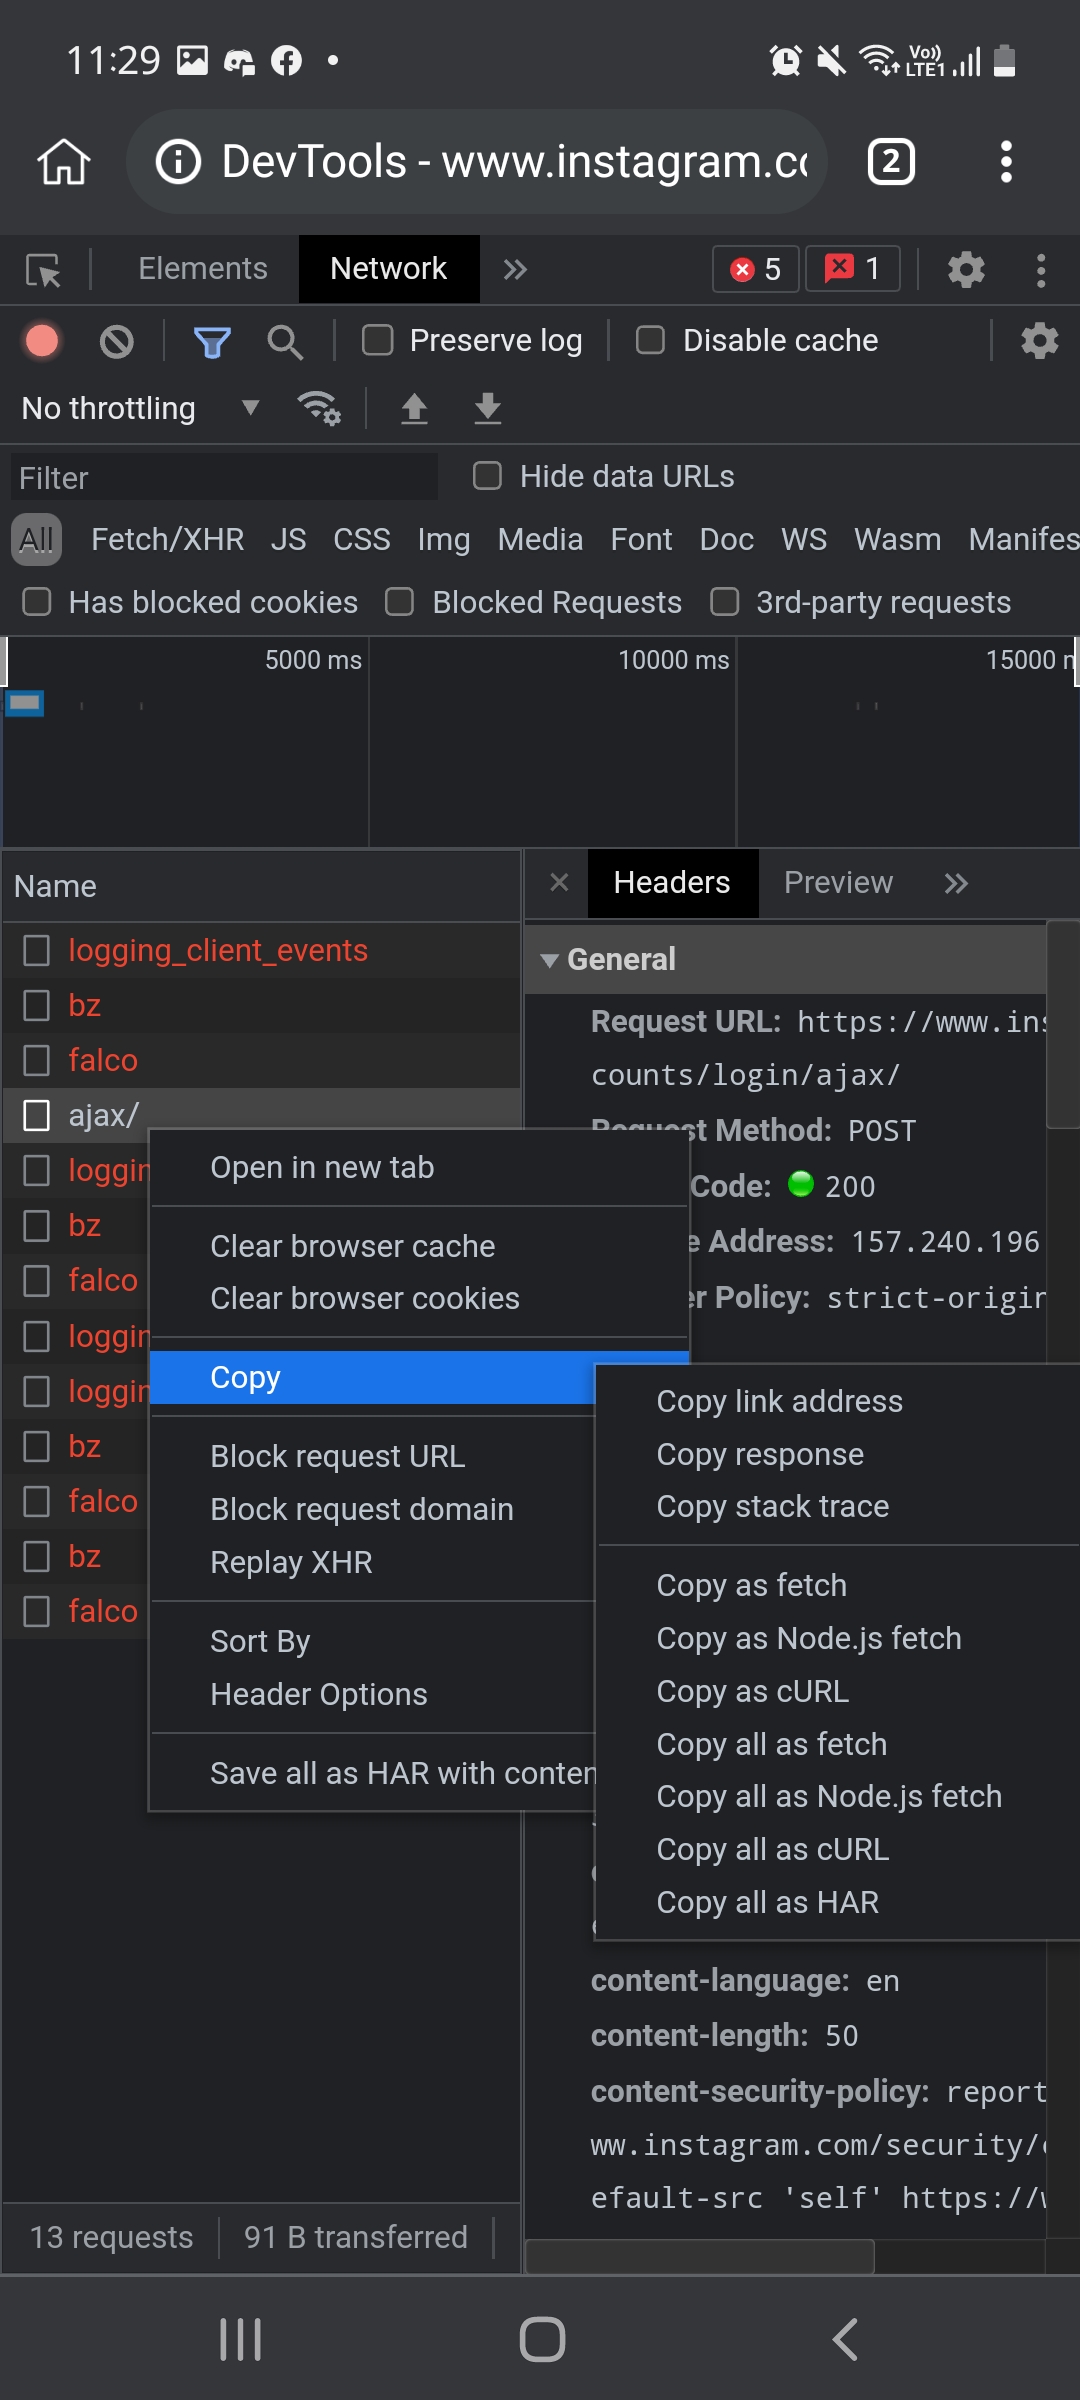 11:29
Vo)) LTE1
DevTools - www.instagram.co
2
Elements
Network
5
1
Preserve log
Disable cache
No throttling
Filter
Hide data URLs
All Fetch/XHR JS CSS Img Media Font Doc WS Wasm Manifes
Has blocked cookies
Blocked Requests
3rd-party requests
5000 ms
10000 ms
15000 m
Name
Headers
Preview
logging_client_events
bz
falco
ajax/
loggin
bz
falco
loggin
loggin
bz
falco
bz
falco
General
Request URL: https://www.ins
counts/login/ajax/
Request Method: POST
Code: 200
e Address: 157.240.196
er Policy: strict-origin
Open in new tab
Clear browser cache
Clear browser cookies
Copy
Block request URL
Block request domain
Replay XHR
Sort By
Header Options
Save all as HAR with conten
Copy link address
Copy response
Copy stack trace
Copy as fetch
Copy as Node.js fetch
Copy as cURL
Copy all as fetch
Copy all as Node.js fetch
Copy all as cURL
Copy all as HAR
content-language: en
content-length: 50
content-security-policy: report
ww.instagram.com/security/
efault-src 'self' https://w
13 requests
91 B transferred